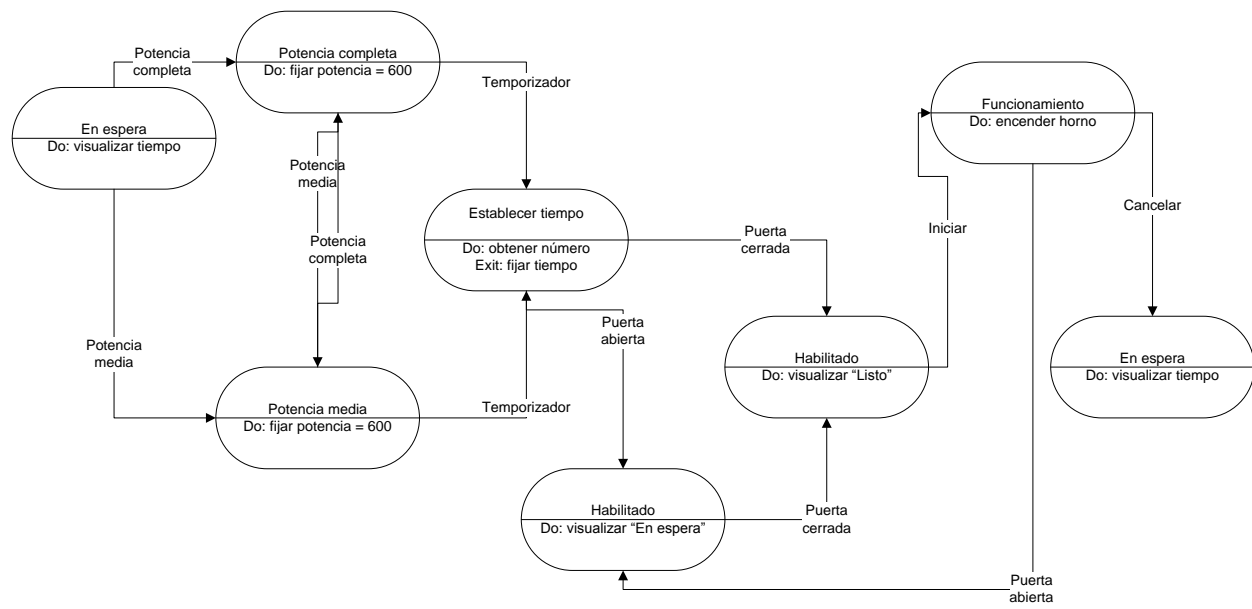 Potencia
completa
Potencia completa
Do: fijar potencia = 600
Temporizador
En espera
Do: visualizar tiempo
Potencia
media
Potencia
completa
Potencia
media
Potencia media
Do: fijar potencia = 600
Temporizador
Establecer tiempo
Do: obtener número
Exit: fijar tiempo
Puerta
cerrada
Puerta
abierta
Habilitado
Do: visualizar “En espera”
Puerta
cerrada
Habilitado
Do: visualizar “Listo”
Iniciar
Funcionamiento
Do: encender horno
Cancelar
En espera
Do: visualizar tiempo
Puerta
abierta